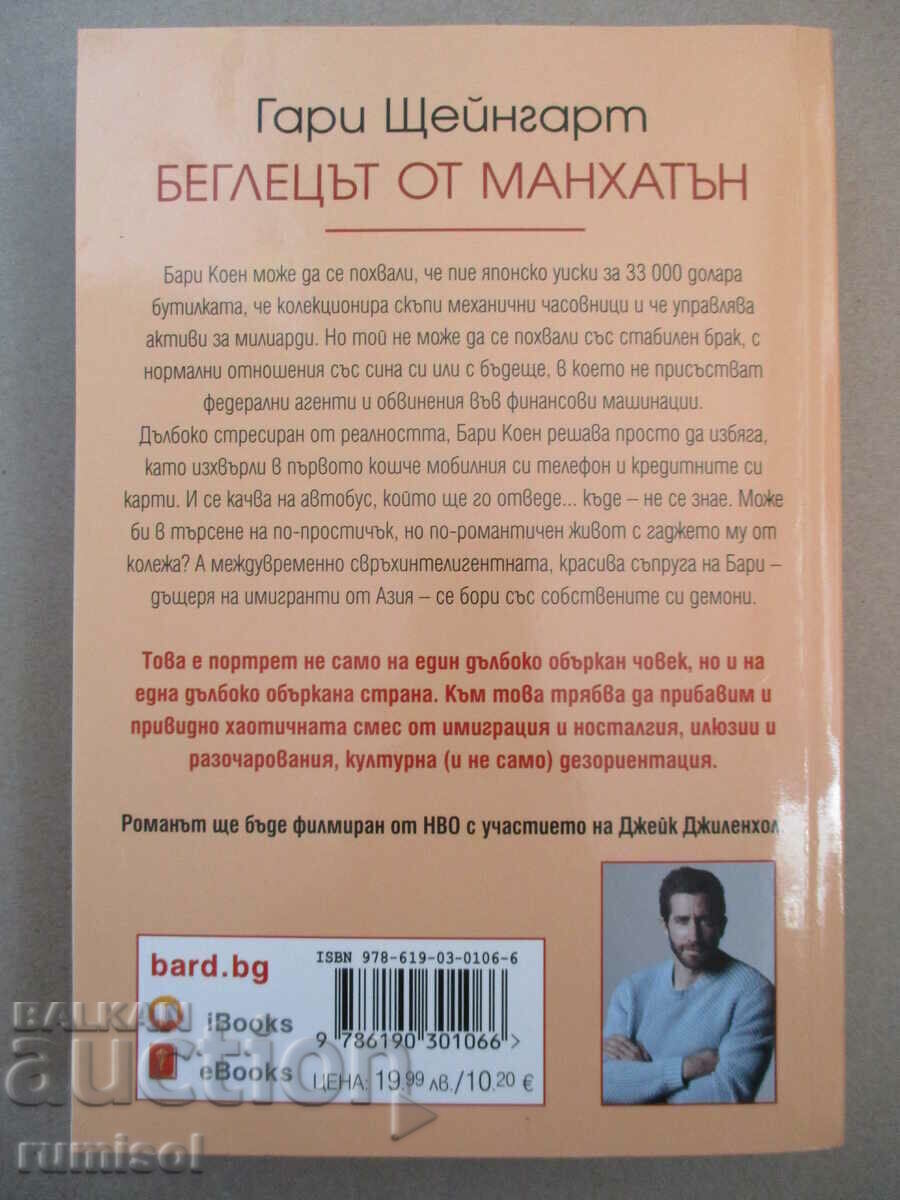 Гари Щейнгарт
БЕГЛЕЦЪТ ОТ МАНХАТЪН
Бари Коен може да се похвали, че пие японско уиски за 33 000 долара
бутилката, че колекционира скъпи механични часовници и че управлява
активи за милиарди. Но той не може да се похвали със стабилен брак, с
нормални отношения със сина си или с бъдеще, в което не присъстват
федерални агенти и обвинения във финансови машинации.
Дълбоко стресиран от реалността, Бари Коен решава просто да избяга,
като изхвърли в първото кошче мобилния си телефон и кредитните си
карти. И се качва на автобус, който ще го отведе... къде – не се знае. Може
би в търсене на по-простичък, но по-романтичен живот с гаджето му от
колежа? А междувременно свръхинтелигентната, красива съпруга на Бари –
дъщеря на имигранти от Азия – се бори със собствените си демони.
Това е портрет не само на един дълбоко объркан човек, но и на
една дълбоко объркана страна. Към това трябва да прибавим и
привидно хаотичната смес от имиграция и носталгия, илюзии и
разочарования, културна (и не само) дезориентация.
Романът ще бъде филмиран от HBO с участието на Джейк Джиленхол
bard.bg
iBooks
eBooks
ISBN 978-619-03-0106-6
9 786190 301066 >
ЦЕНА: 19.99 лв./10.20 €
BALKAN
auction
rumisol